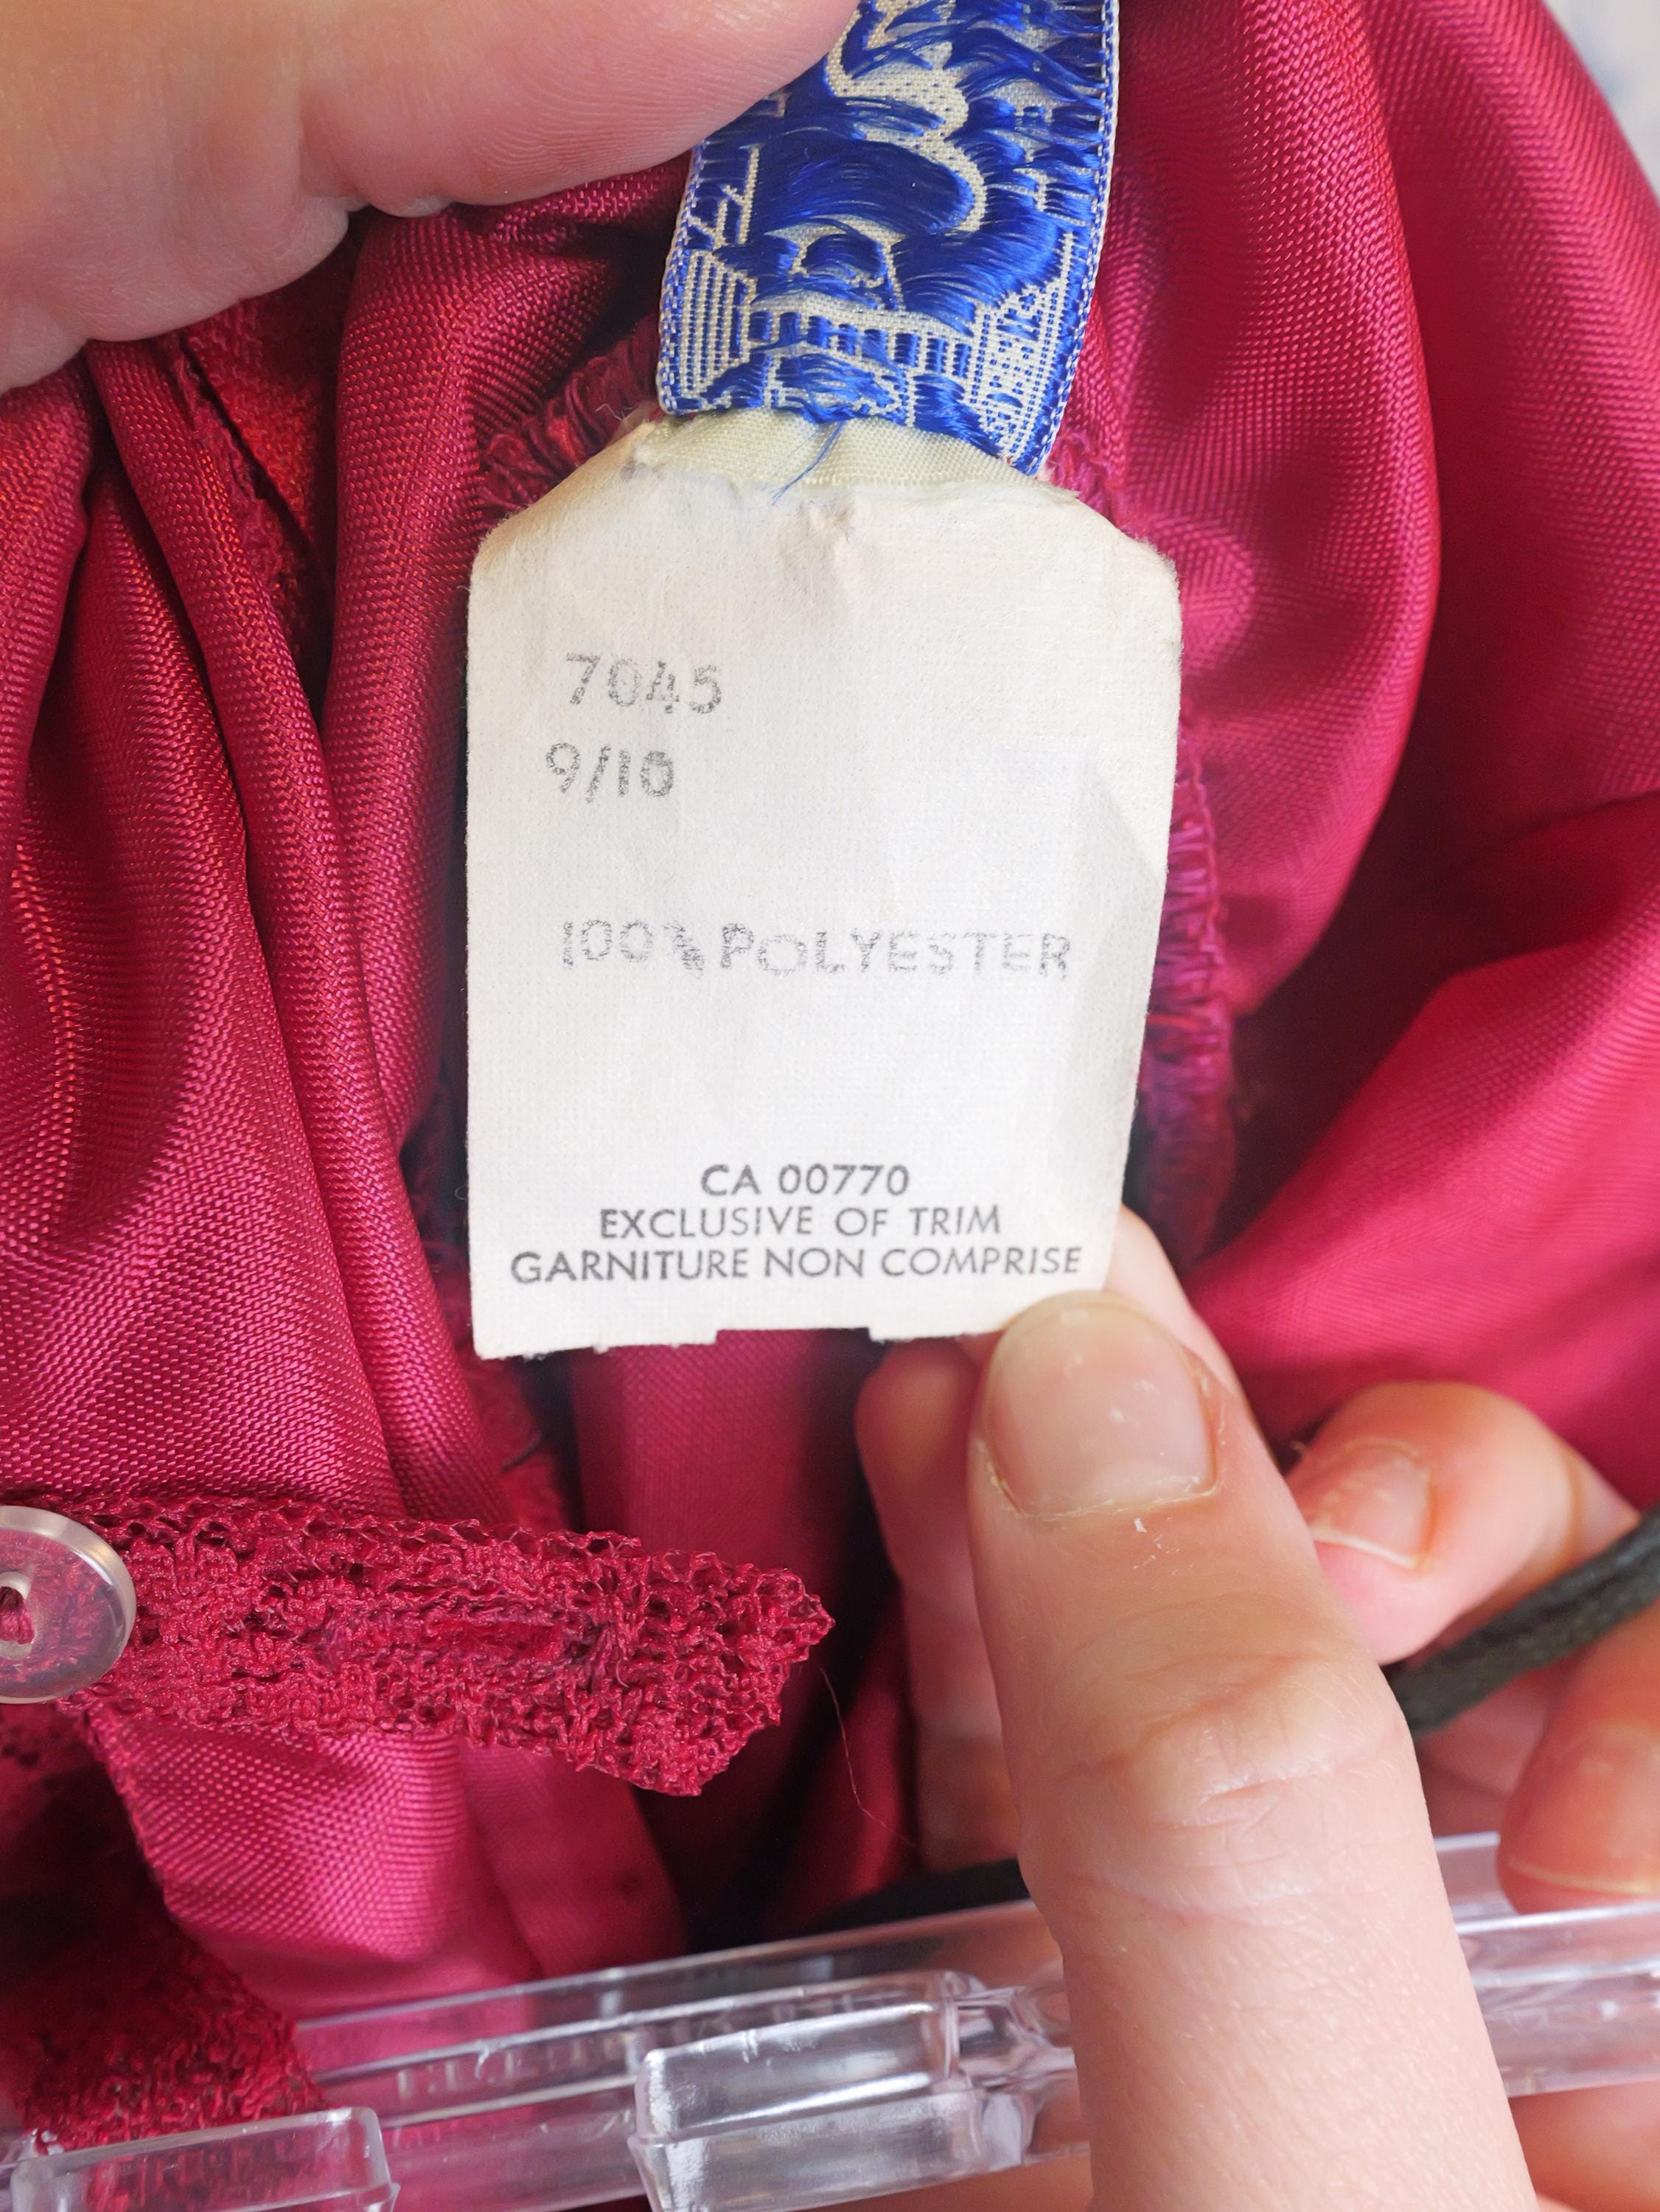 7045
9/10
100% POLYESTER
CA 00770
EXCLUSIVE OF TRIM
GARNITURE NON COMPRISE